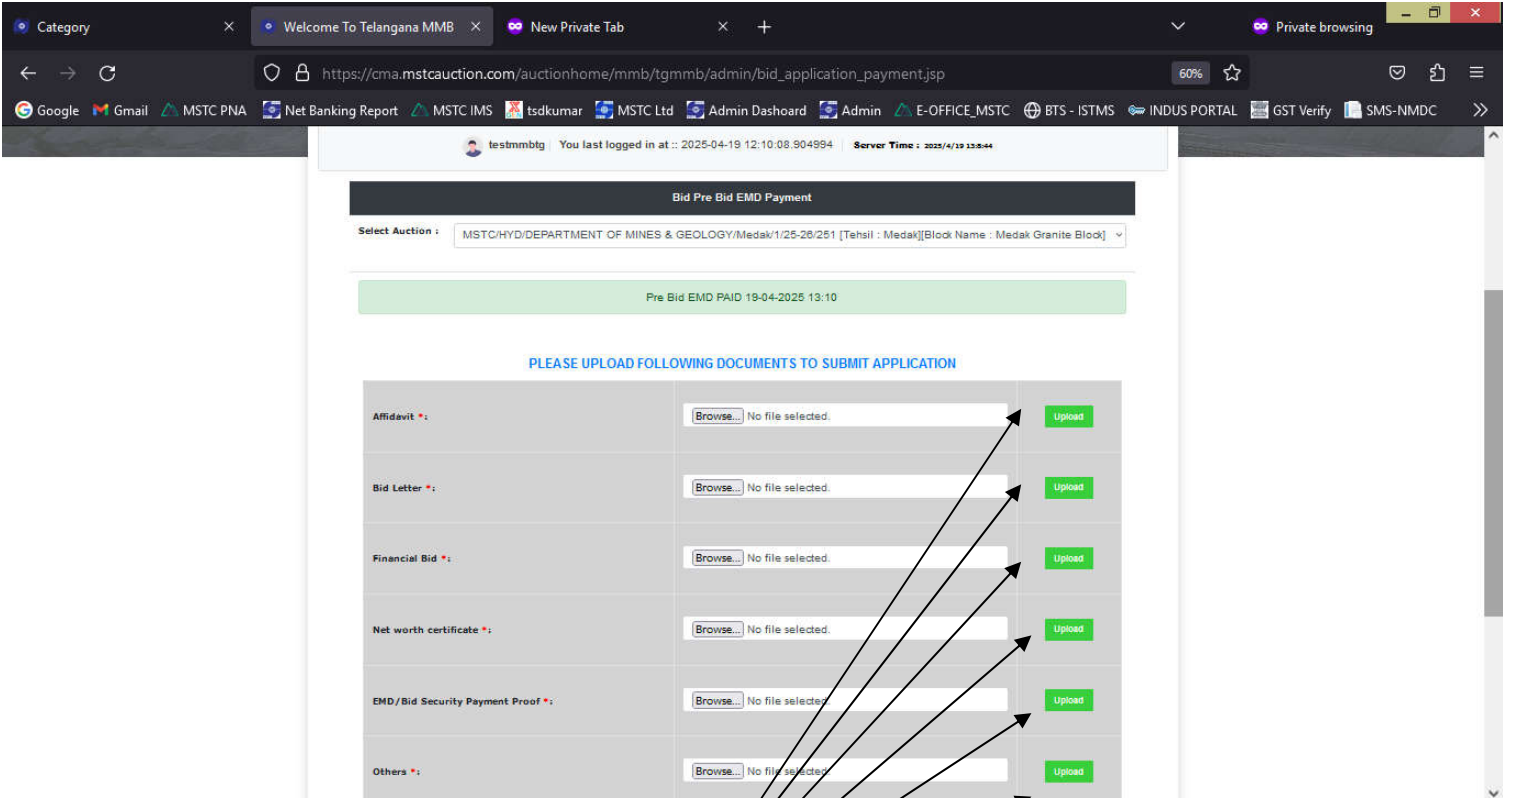 Category
Welcome To Telangana MMB
New Private Tab
Private browsing
https://cma.mstcauction.com/auctionhome/mmb/tgmmb/admin/bid_application_payment.jsp
60%
Google
Gmail
MSTC PNA
Net Banking Report
MSTC IMS
tsdkumar
MSTC Ltd
Admin Dashoard
Admin
E-OFFICE_MSTC
BTS - ISTMS
INDUS PORTAL
GST Verify
SMS-NMDC
testmmbtg You last logged in at :: 2025-04-19 12:10:08.904994 Server Time : 2025/4/19 13:8:44
Bid Pre Bid EMD Payment
Select Auction : MSTC/HYD/DEPARTMENT OF MINES & GEOLOGY/Medak/1/25-26/251 [Tehsil : Medak][Block Name : Medak Granite Block]
Pre Bid EMD PAID 19-04-2025 13:10
PLEASE UPLOAD FOLLOWING DOCUMENTS TO SUBMIT APPLICATION
Affidavit *: Browse... No file selected. Upload
Bid Letter *: Browse... No file selected. Upload
Financial Bid *: Browse... No file selected. Upload
Net worth certificate *: Browse... No file selected. Upload
EMD/Bid Security Payment Proof *: Browse... No file selected. Upload
Others *: Browse... No file selected. Upload